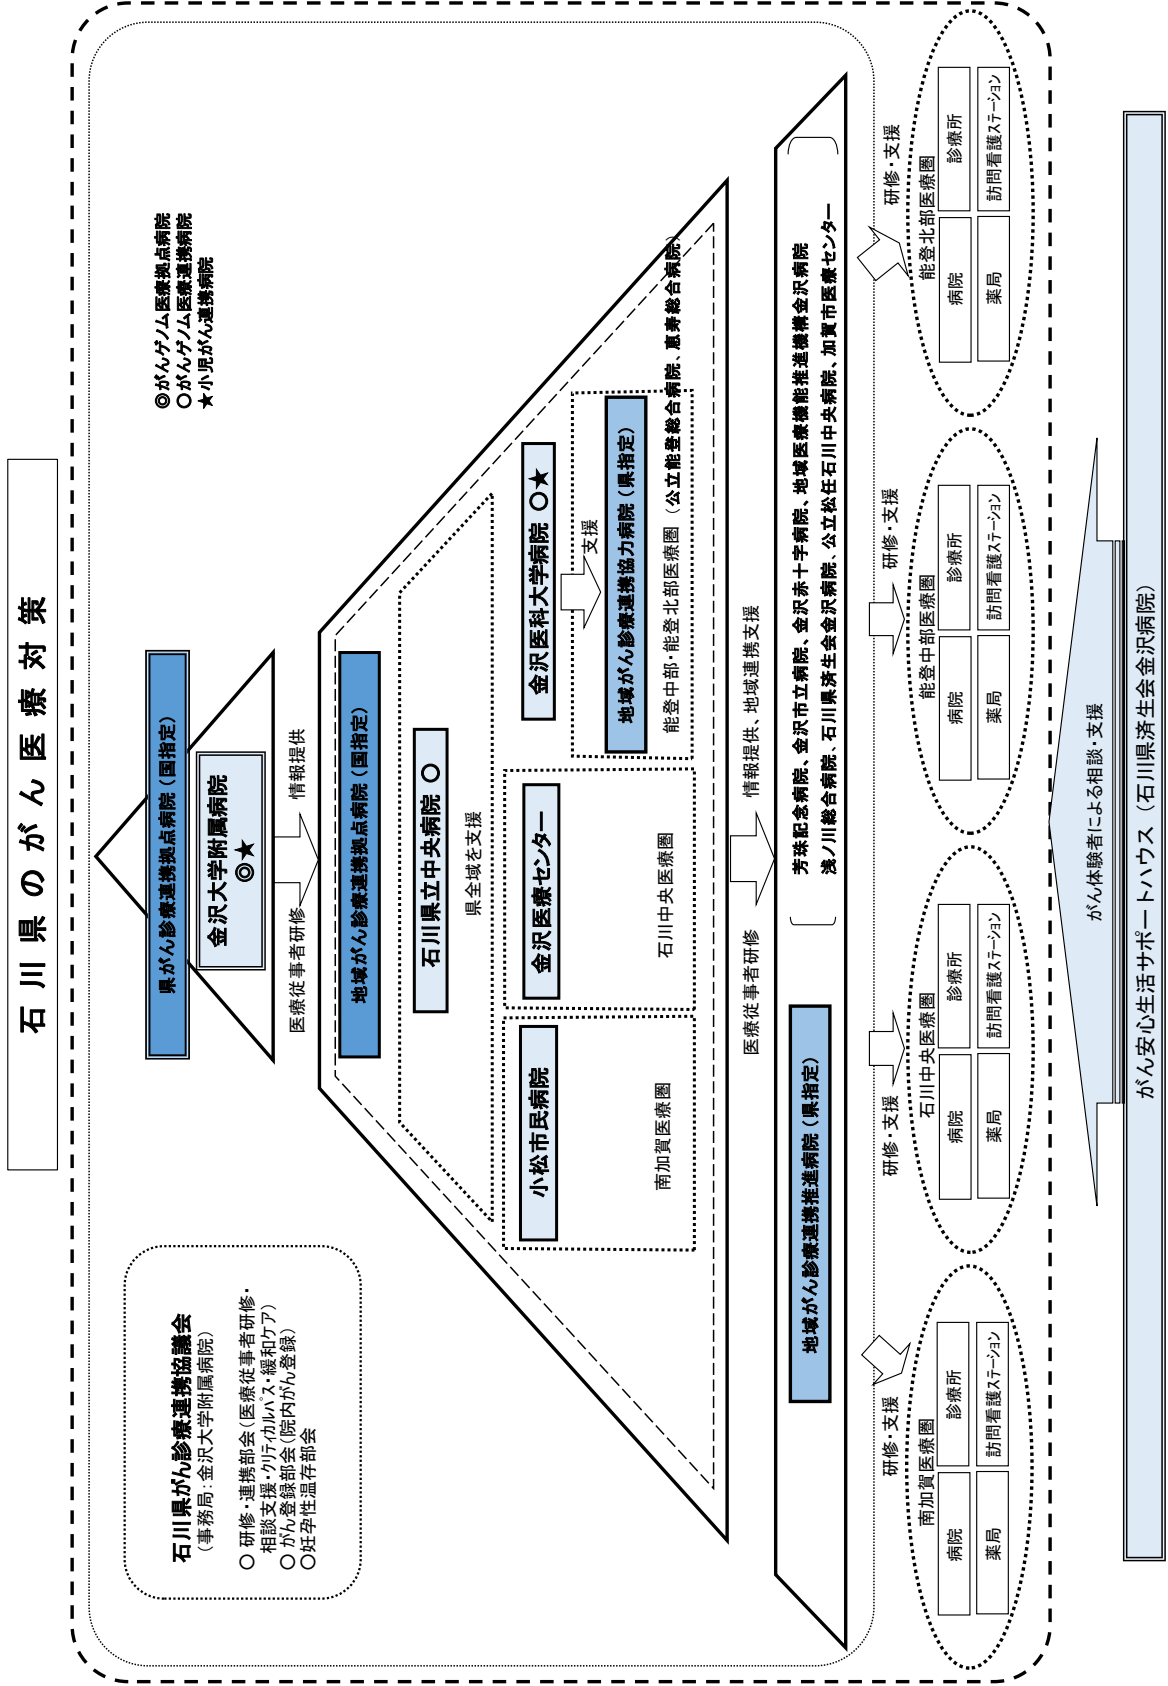 石川県のがん医療対策
石川県がん診療連携協議会
（事務局：金沢大学附属病院）
○ 研修・連携部会（医療従事者研修・
相談支援・クリティカルパス・緩和ケア）
○ がん登録部会（院内がん登録）
○妊孕性温存部会
県がん診療連携拠点病院（国指定）
金沢大学附属病院
◎★
◎がんゲノム医療拠点病院
○がんゲノム医療連携病院
★小児がん連携病院
医療従事者研修
情報提供
地域がん診療連携拠点病院（国指定）
石川県立中央病院 ○
県全域を支援
小松市民病院
南加賀医療圏
金沢医療センター
石川中央医療圏
金沢医科大学病院 ○★
支援
地域がん診療連携協力病院（県指定）
能登中部・能登北部医療圏（公立能登総合病院、恵寿総合病院）
医療従事者研修
情報提供、地域連携支援
地域がん診療連携推進病院（県指定）
芳珠記念病院、金沢市立病院、金沢赤十字病院、地域医療機能推進機構金沢病院
浅ノ川総合病院、石川県済生会金沢病院、公立松任石川中央病院、加賀市医療センター
研修・支援
研修・支援
研修・支援
研修・支援
南加賀医療圏
病院
診療所
薬局
訪問看護ステーション
石川中央医療圏
病院
診療所
薬局
訪問看護ステーション
能登中部医療圏
病院
診療所
薬局
訪問看護ステーション
能登北部医療圏
病院
診療所
薬局
訪問看護ステーション
がん体験者による相談・支援
がん安心生活サポートハウス（石川県済生会金沢病院）